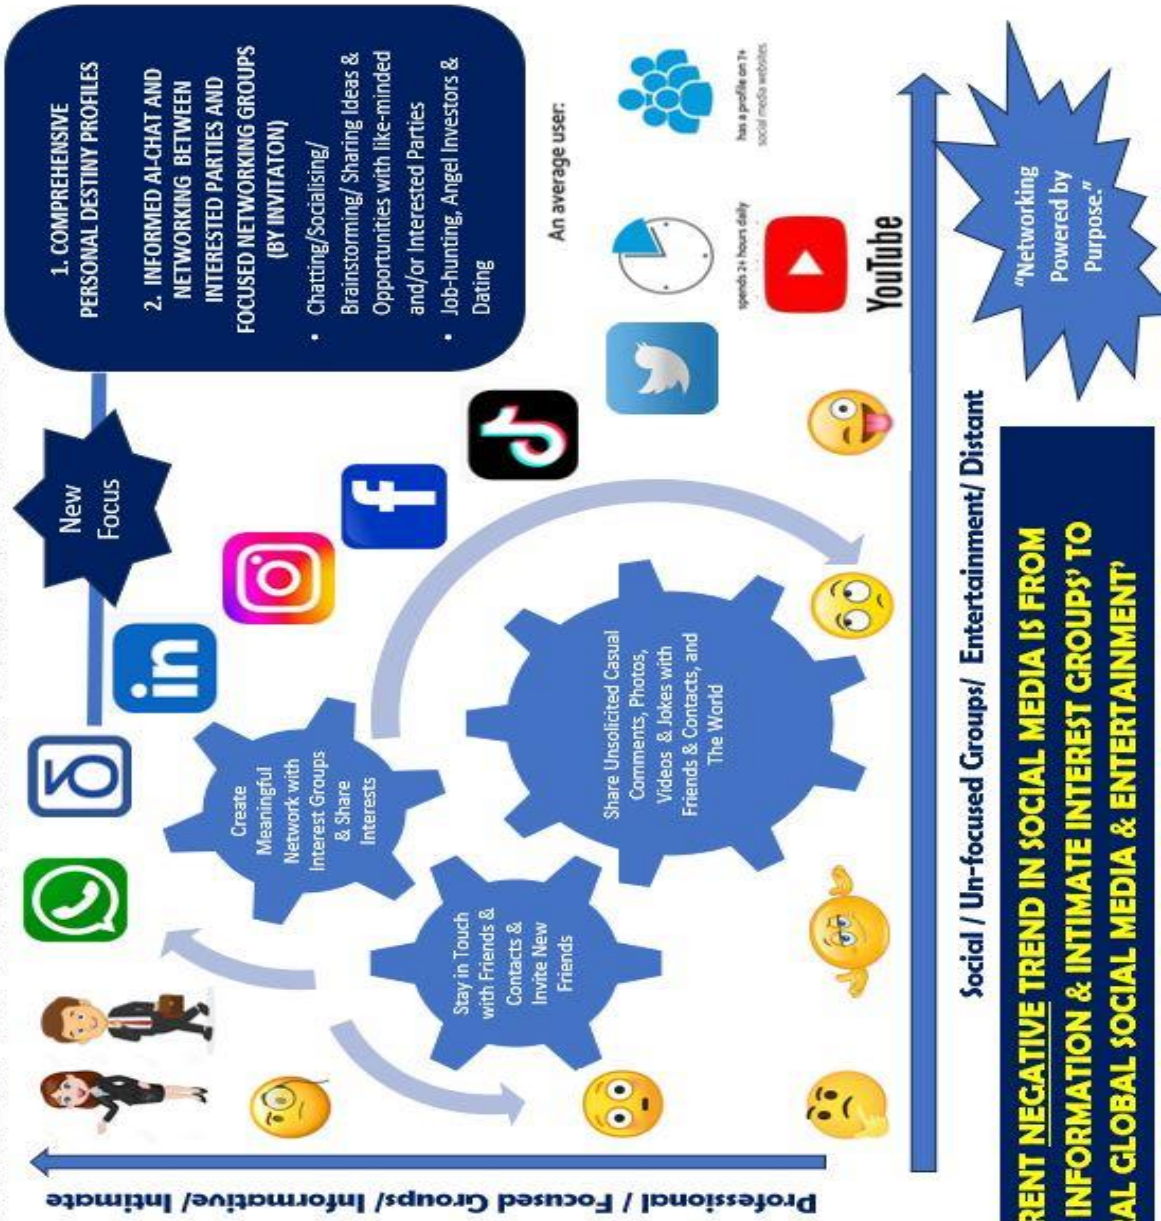 New
Focus
1. COMPREHENSIVE
PERSONAL DESTINY PROFILES
2. INFORMED AI-CHAT AND
NETWORKING BETWEEN
INTERESTED PARTIES AND
FOCUSED NETWORKING GROUPS
(BY INVITATON)
• Chatting/Socialising/
Brainstorming/ Sharing Ideas &
Opportunities with like-minded
and/or Interested Parties
• Job-hunting, Angel Investors &
Dating
δ
in
f
Create
Meaningful
Network with
Interest Groups
& Share
Interests
Stay in Touch
with Friends &
Contacts &
Invite New
Friends
Share Unsolicited Casual
Comments, Photos,
Videos & Jokes with
Friends & Contacts, and
The World
An average user:
spends 2+ hours daily
has a profile on 7+
social media websites
YouTube
Professional / Focused Groups/ Informative/ Intimate
Social / Un-focused Groups/ Entertainment/ Distant
"Networking
Powered by
Purpose."
NEGATIVE TREND IN SOCIAL MEDIA IS FROM
INFORMATION & INTIMATE INTEREST GROUPS' TO
GLOBAL SOCIAL MEDIA & ENTERTAINMENT'